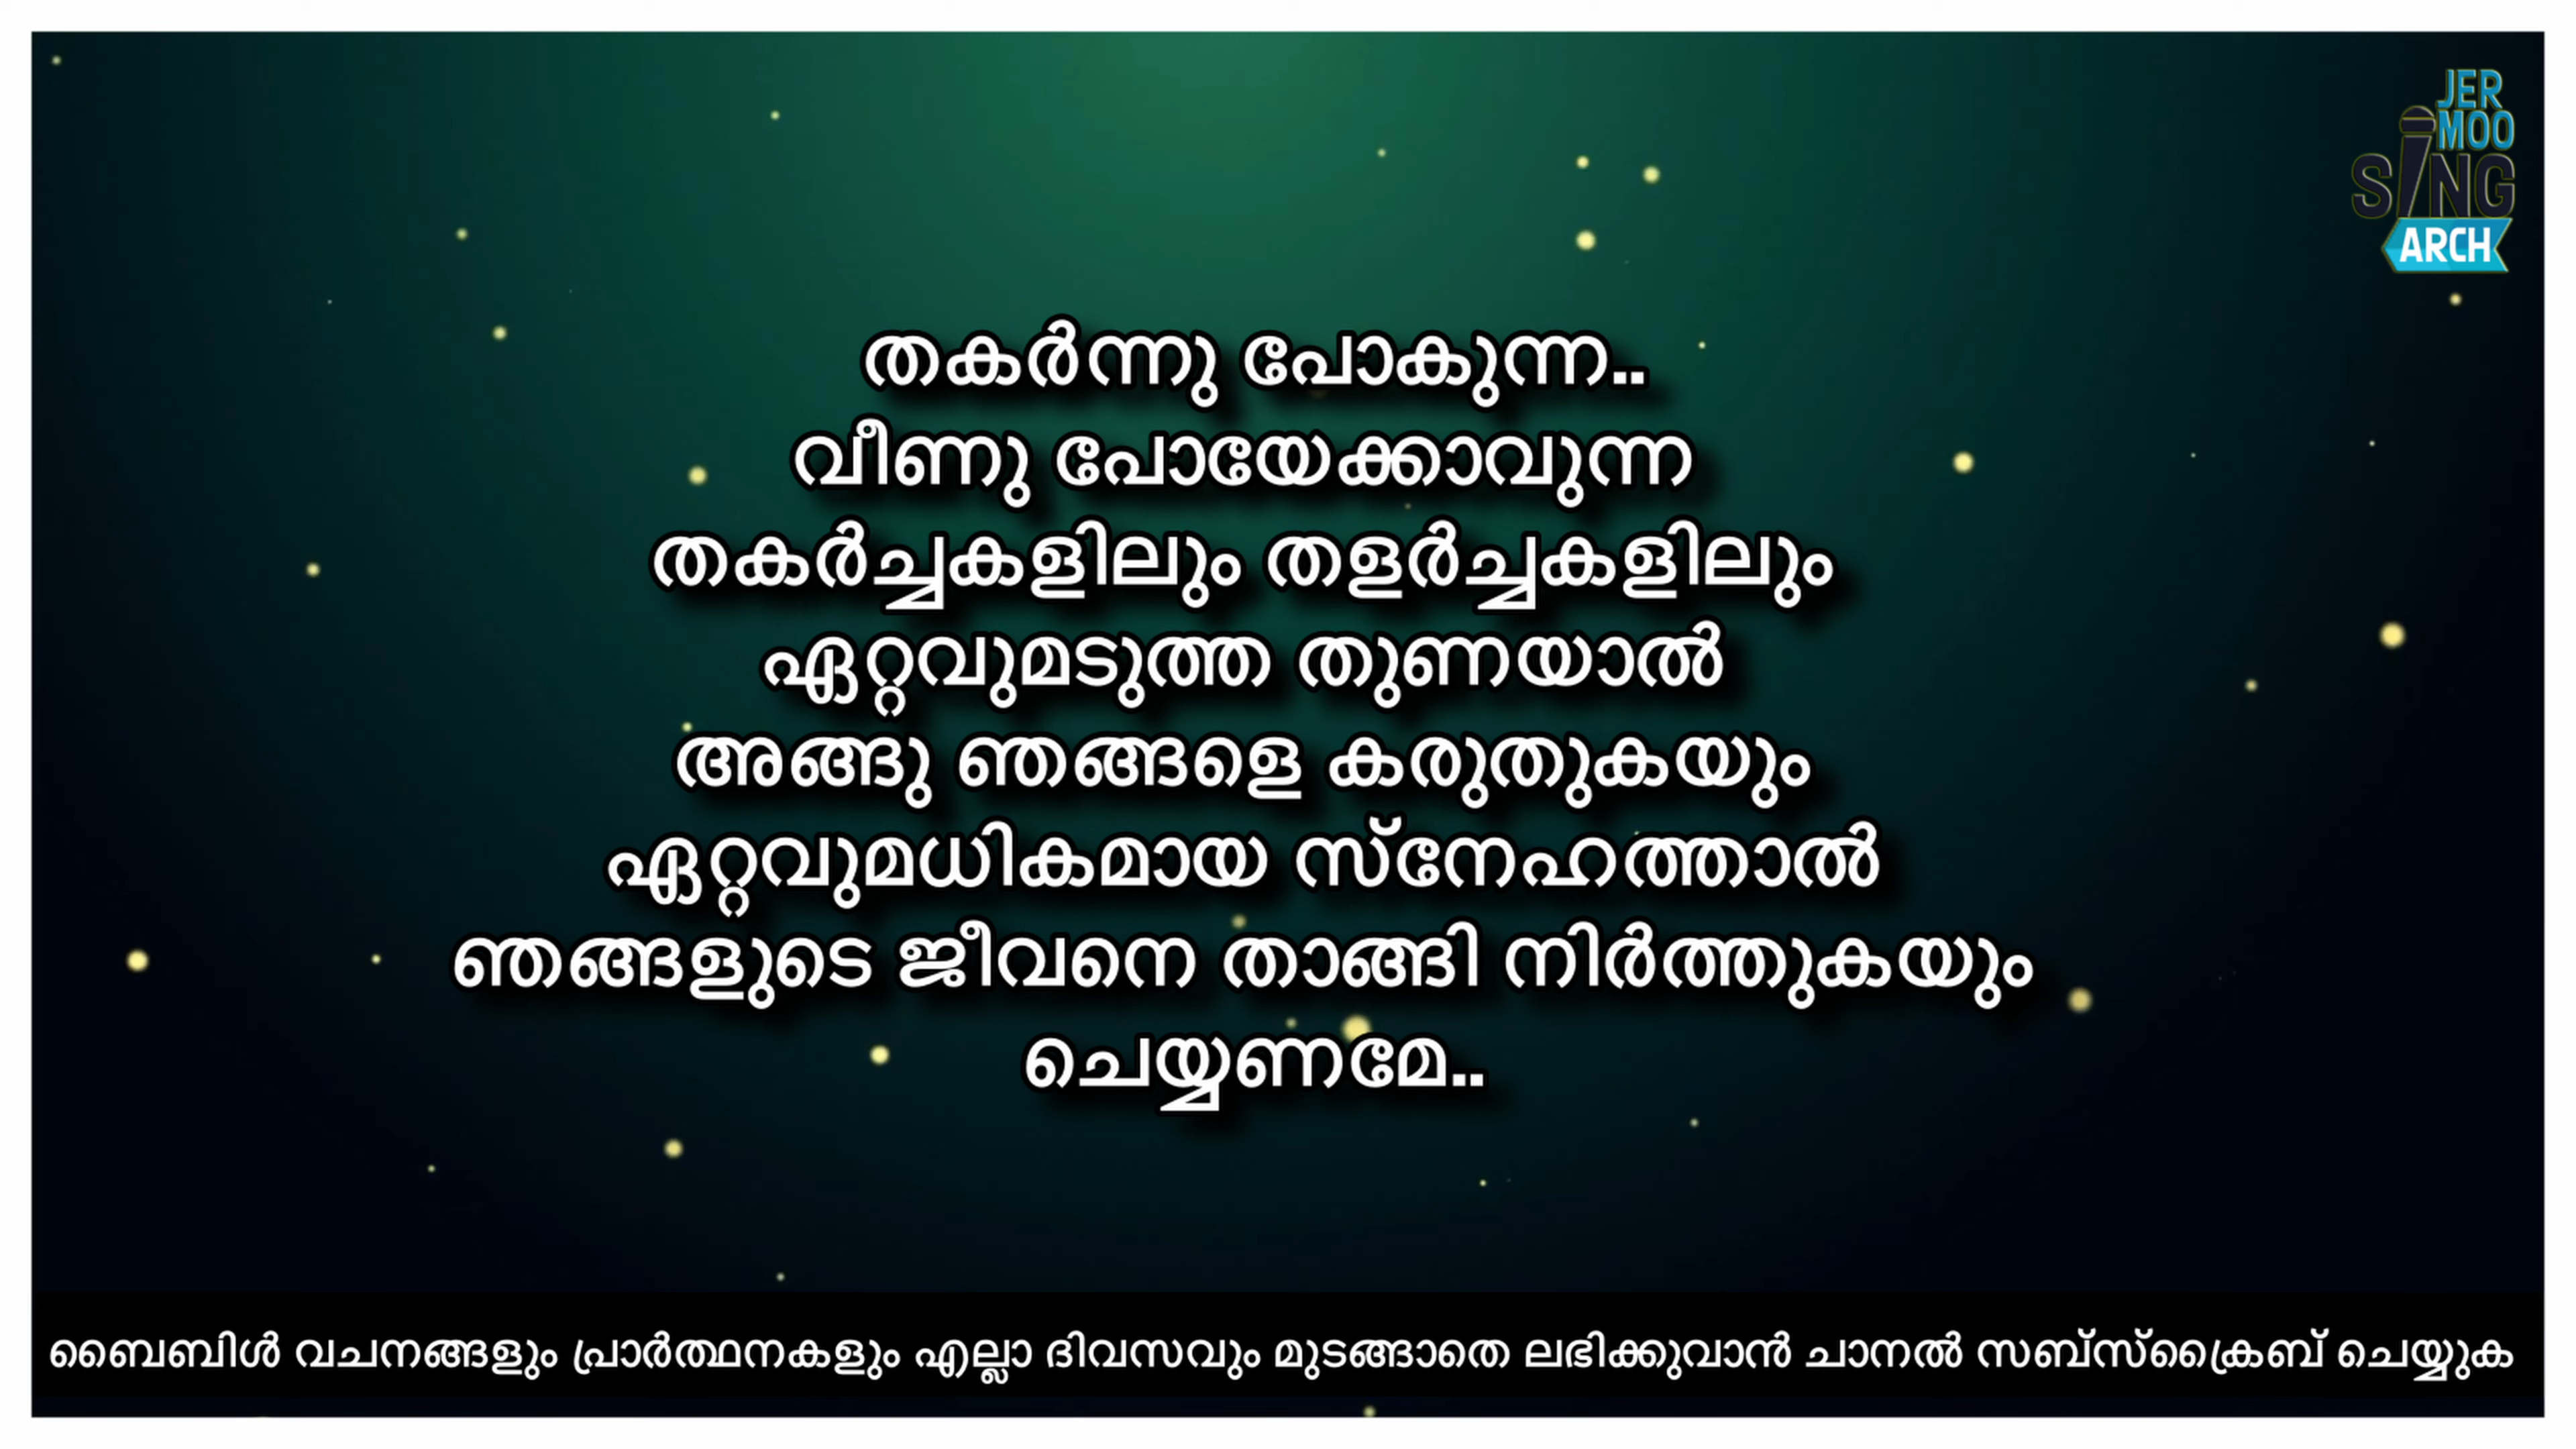 JER
MOO
SING
ARCH
തകർന്നു പോകുന്ന..
വീണു പോയേക്കാവുന്ന
തകർച്ചകളിലും തളർച്ചകളിലും
ഏറ്റവുമടുത്ത തുണയാൽ
അങ്ങു ഞങ്ങളെ കരുതുകയും
ഏറ്റവുമധികമായ സ്നേഹത്താൽ
ഞങ്ങളുടെ ജീവനെ താങ്ങി നിർത്തുകയും
ചെയ്യണമേ..
ബൈബിൾ വചനങ്ങളും പ്രാർത്ഥനകളും എല്ലാ ദിവസവും മുടങ്ങാതെ ലഭിക്കുവാൻ ചാനൽ സബ്സ്ക്രൈബ് ചെയ്യുക